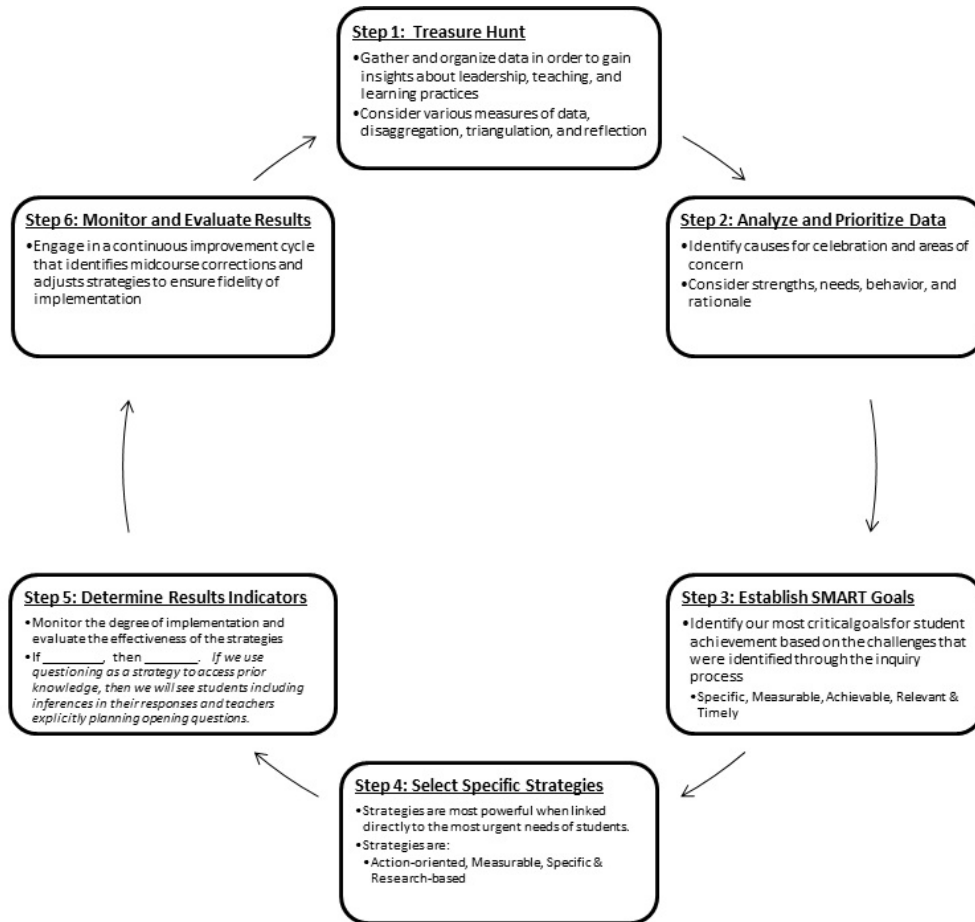 Step 1: Treasure Hunt
•Gather and organize data in order to gain
insights about leadership, teaching, and
learning practices
•Consider various measures of data,
disaggregation, triangulation, and reflection
Step 2: Analyze and Prioritize Data
•Identify causes for celebration and areas of
concern
•Consider strengths, needs, behavior, and
rationale
Step 3: Establish SMART Goals
•Identify our most critical goals for student
achievement based on the challenges that
were identified through the inquiry
process
•Specific, Measurable, Achievable, Relevant &
Timely
Step 4: Select Specific Strategies
•Strategies are most powerful when linked
directly to the most urgent needs of students.
•Strategies are:
•Action-oriented, Measurable, Specific &
Research-based
Step 5: Determine Results Indicators
•Monitor the degree of implementation and
evaluate the effectiveness of the strategies
•If ________, then _______. If we use
questioning as a strategy to access prior
knowledge, then we will see students including
inferences in their responses and teachers
explicitly planning opening questions.
Step 6: Monitor and Evaluate Results
•Engage in a continuous improvement cycle
that identifies midcourse corrections and
adjusts strategies to ensure fidelity of
implementation